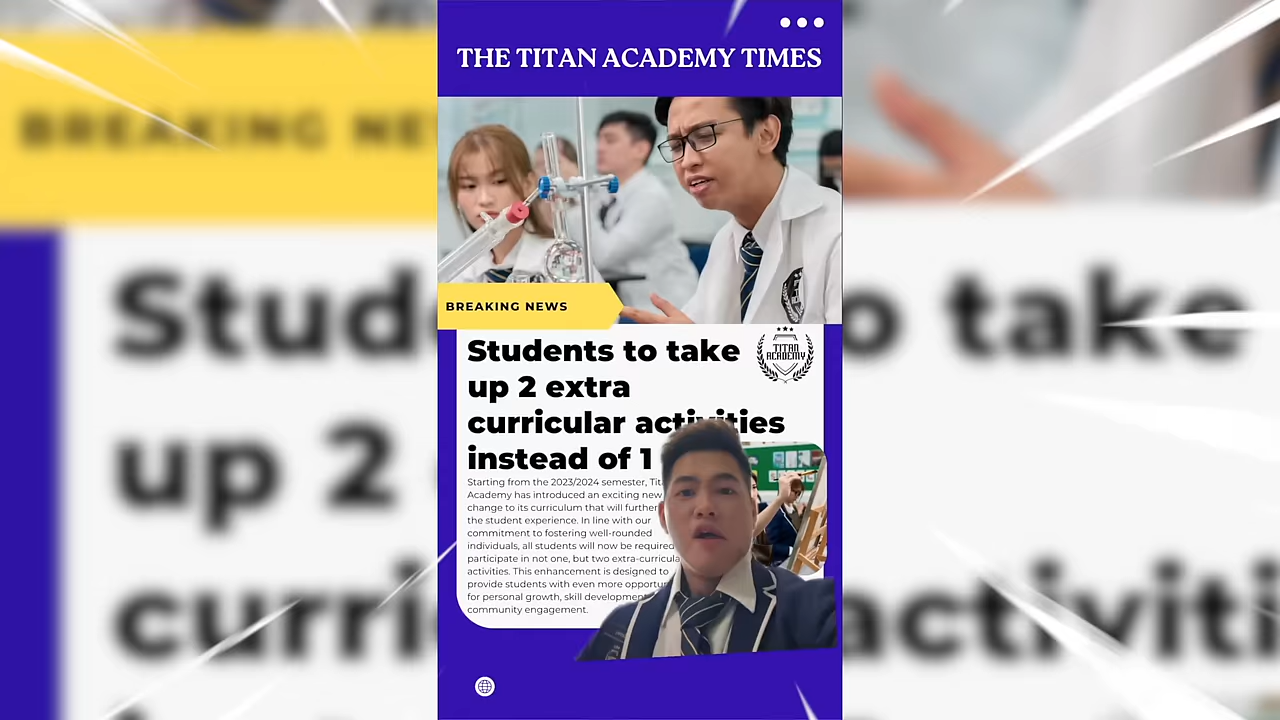 THE TITAN ACADEMY TIMES
BREAKING NEWS
Students to take
up 2 extra
curricular activities
instead of 1
TITAN
ACADEMY
Starting from the 2023/2024 semester,
Academy has introduced an exciting new
change to its curriculum that will further
the student experience. In line with our
commitment to fostering well-rounded
individuals, all students will now be required
participate in not one, but two extra-curricula
activities. This enhancement is designed to
provide students with even more
for personal growth, skill development
community engagement.